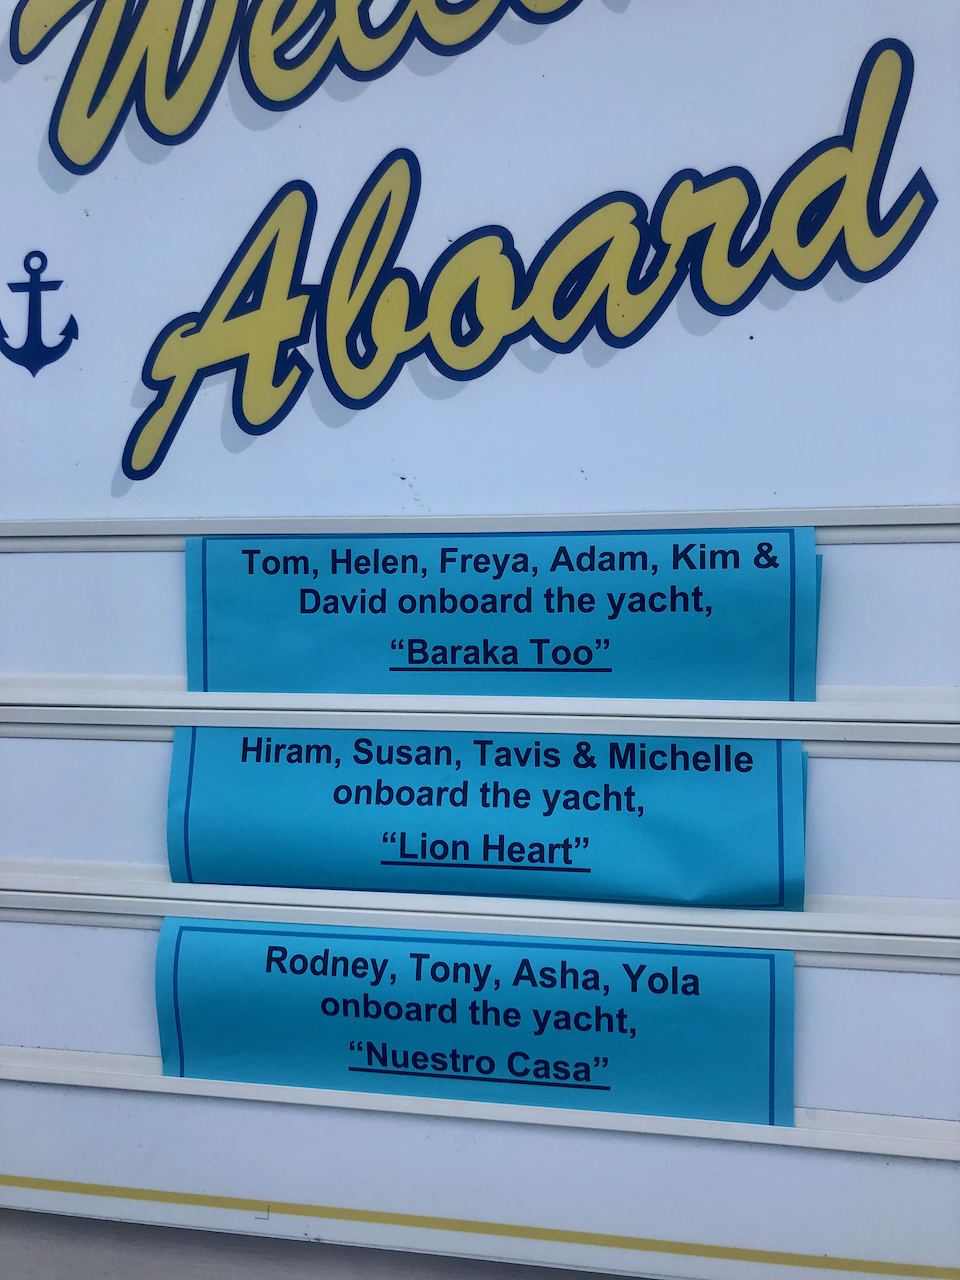 Aboard
Tom, Helen, Freya, Adam, Kim &
David onboard the yacht,
“Baraka Too”
Hiram, Susan, Tavis & Michelle
onboard the yacht,
“Lion Heart”
Rodney, Tony, Asha, Yola
onboard the yacht,
“Nuestro Casa”